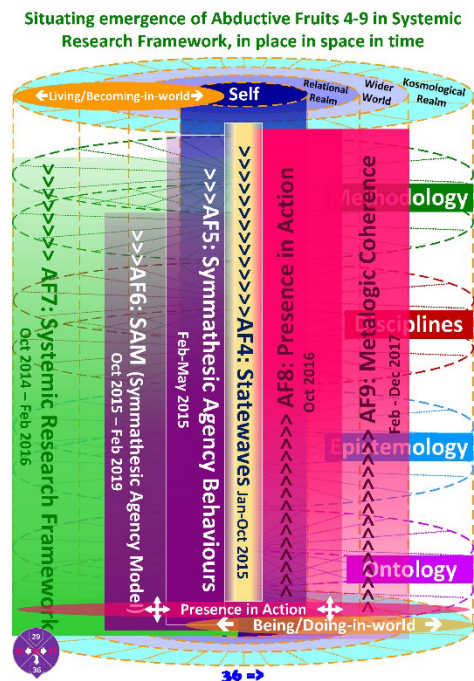 Situating emergence of Abductive Fruits 4-9 in Systemic
Research Framework, in place in space in time
Living/Becoming-in-world
Self
Relational
Realm
Wider
World
Kosmological
Realm
>>>>>>>>> AF7: Systemic Research Framework
Oct 2014 – Feb 2016
>>>AF6: SAM (Symmathesic Agency Model)
Oct 2015 – Feb 2019
>>>AF5: Symmathesic Agency Behaviours
Feb-May 2015
>>>>>>>>>>>>>>>AF4: Statewaves Jan-Oct 2015
>>>>>>>>>> AF8: Presence in Action
Oct 2016
>>>>>>>>>> AF9: Metalogic Coherence
Feb - Dec 2017
Methodology
Disciplines
Epistemology
Ontology
Presence in Action
Being/Doing-in-world
29
36
36 =>